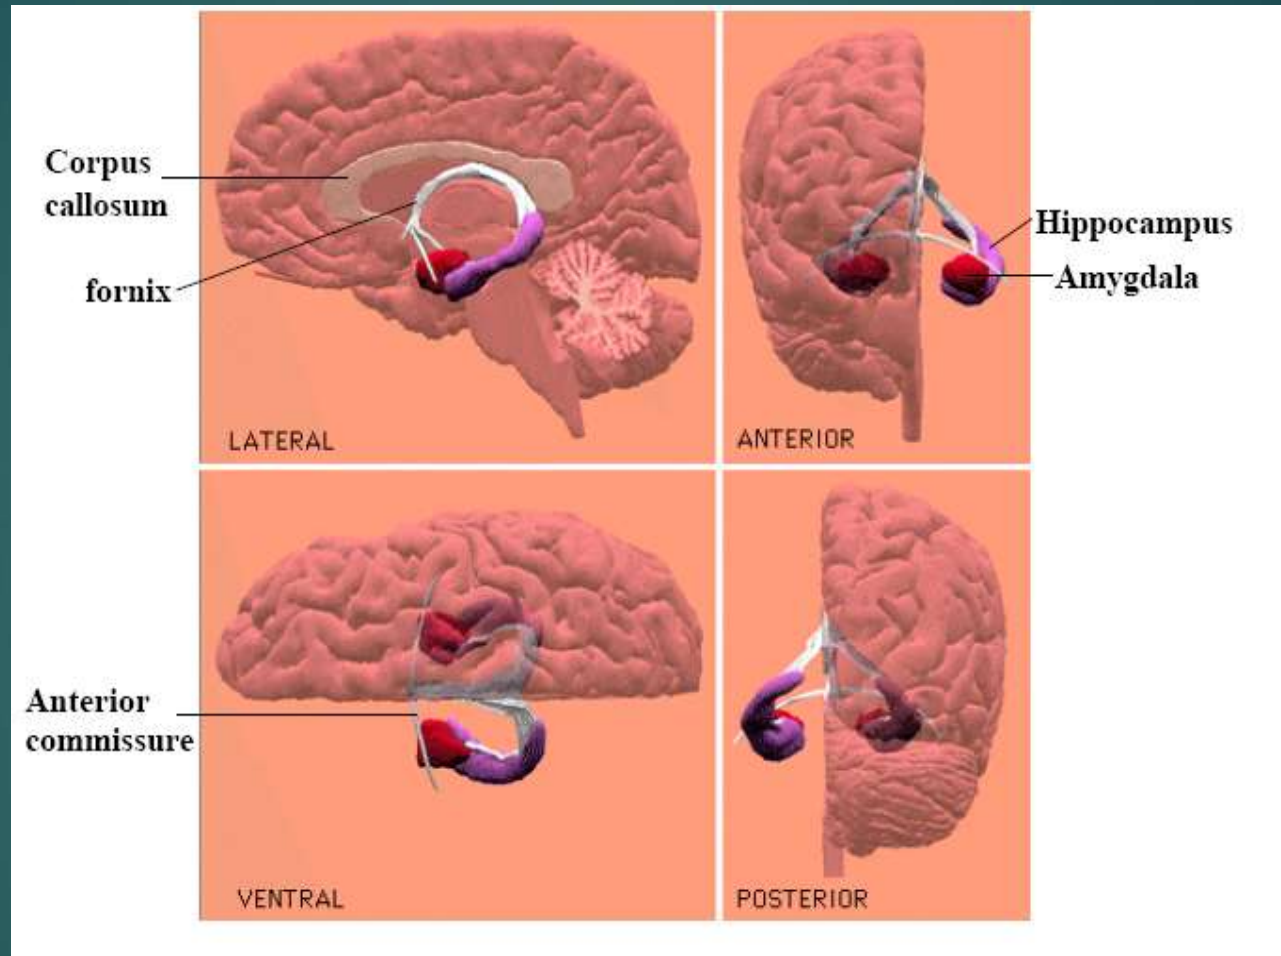 Corpus
callosum
fornix
Hippocampus
Amygdala
LATERAL
ANTERIOR
Anterior
commissure
VENTRAL
POSTERIOR